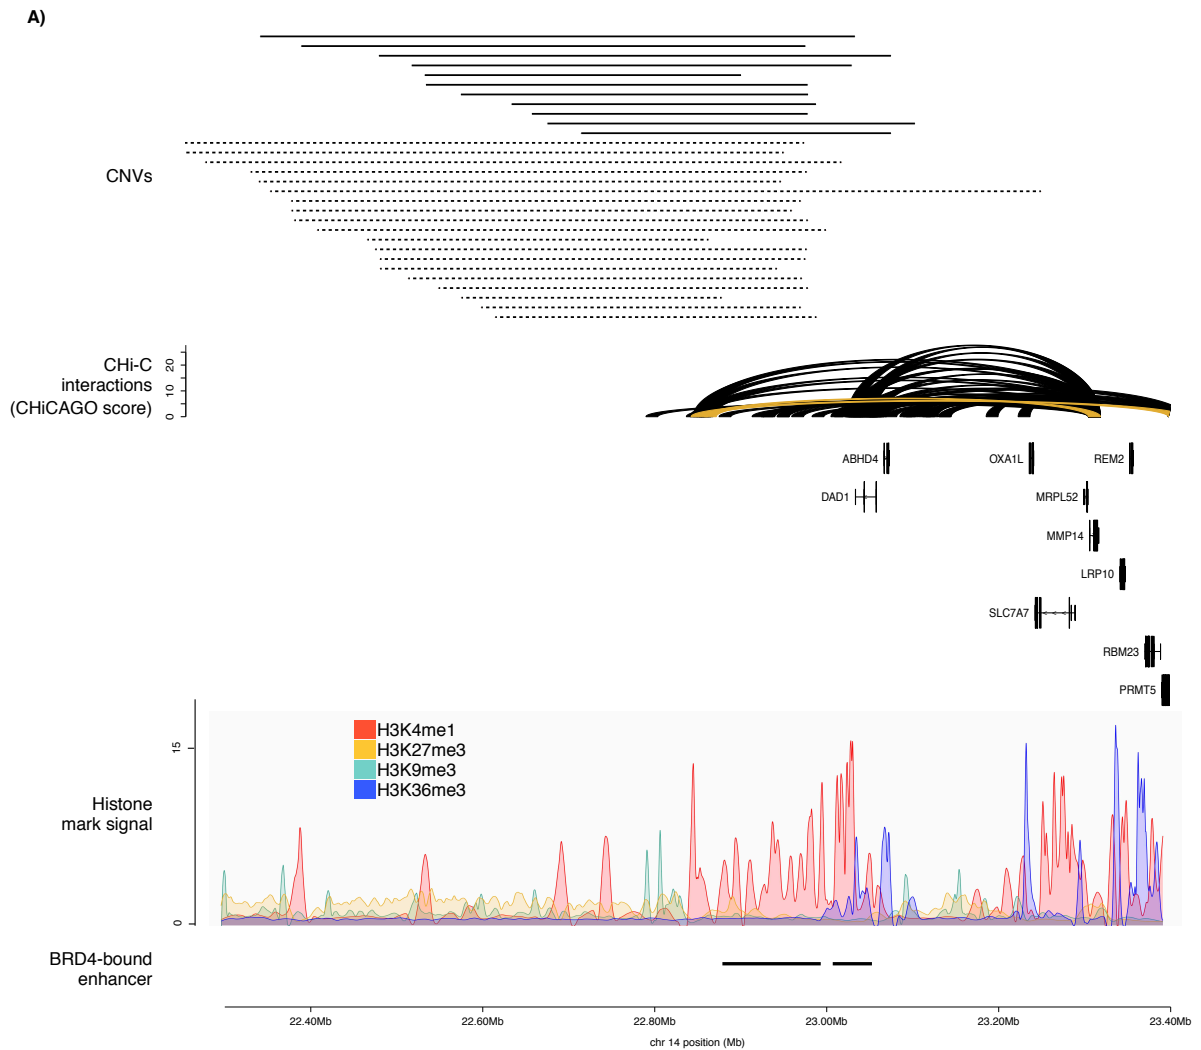 A)
CNVs
CHi-C
interactions
(CHiCAGO score)
0 10 20
ABHD4
OXA1L
REM2
DAD1
MRPL52
MMP14
LRP10
SLC7A7
RBM23
PRMT5
H3K4me1
H3K27me3
H3K9me3
H3K36me3
15
0
Histone
mark signal
BRD4-bound
enhancer
22.40Mb 22.60Mb 22.80Mb 23.00Mb 23.20Mb 23.40Mb
chr 14 position (Mb)